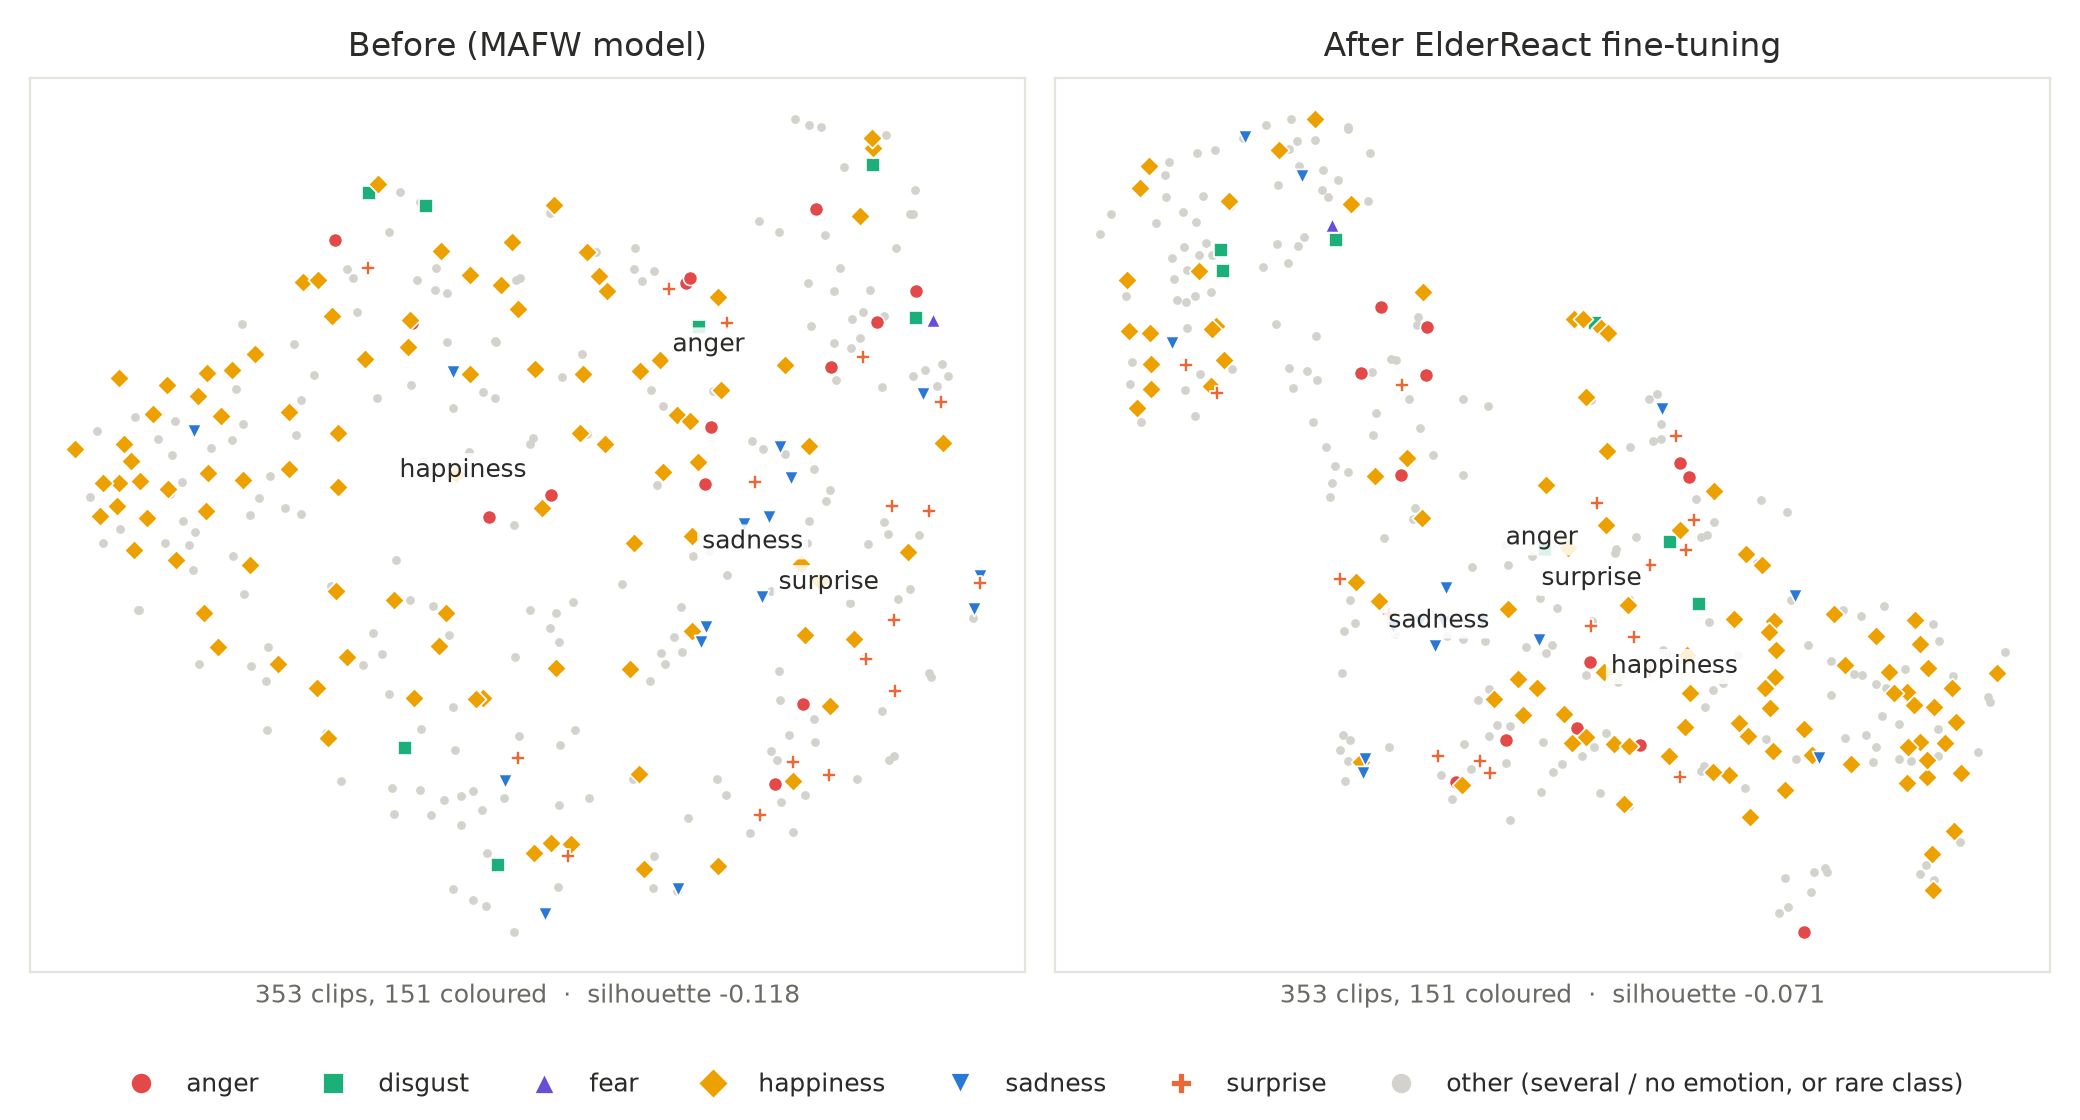 Before (MAFW model)
After ElderReact fine-tuning
anger
happiness
sadness
surprise
anger
surprise
sadness
happiness
353 clips, 151 coloured · silhouette -0.118
353 clips, 151 coloured · silhouette -0.071
anger disgust fear happiness sadness surprise other (several / no emotion, or rare class)